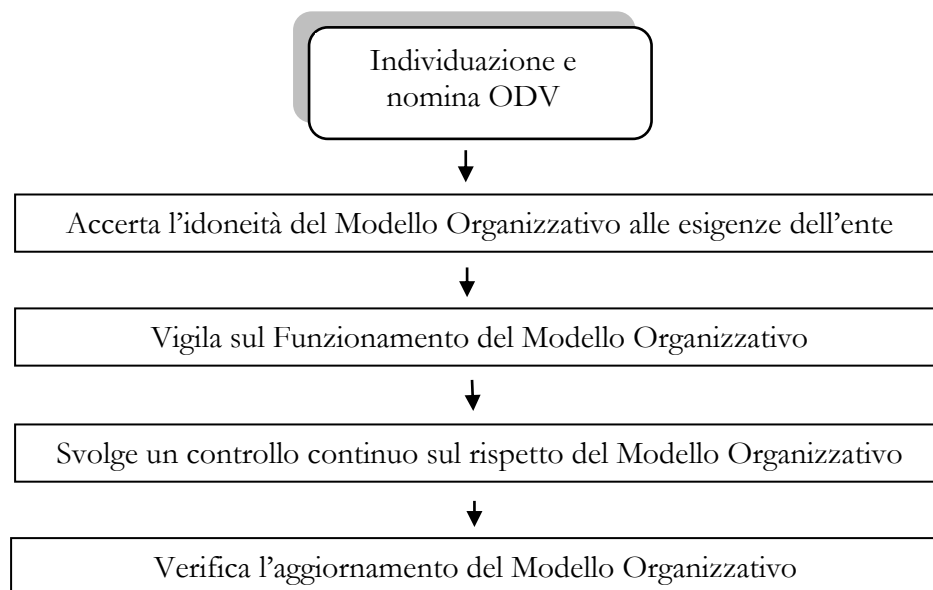 Individuazione e
nomina ODV
Accerta l’idoneità del Modello Organizzativo alle esigenze dell’ente
Vigila sul Funzionamento del Modello Organizzativo
Svolge un controllo continuo sul rispetto del Modello Organizzativo
Verifica l’aggiornamento del Modello Organizzativo